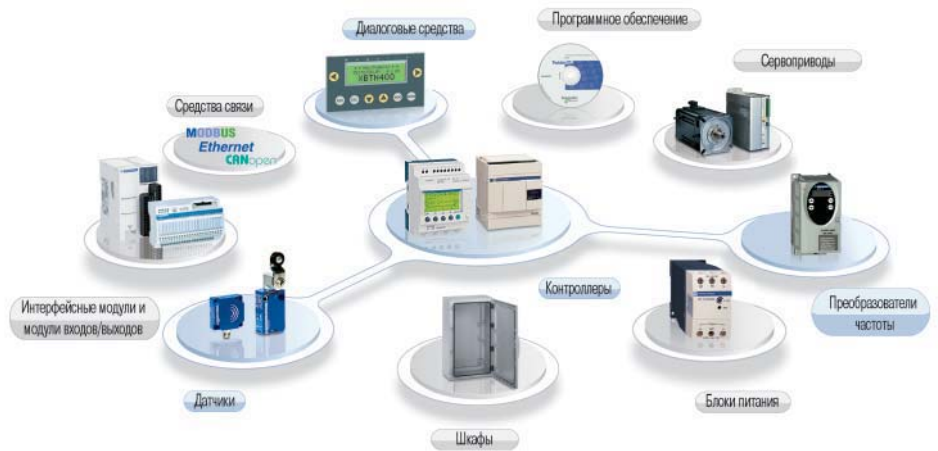 Диалоговые средства
Программное обеспечение
Сервоприводы
XBTN400
Средства связи
MODBUS
Ethernet
CANopen
Контроллеры
Интерфейсные модули и
модули входов/выходов
Преобразователи
частоты
Датчики
Блоки питания
Шкафы